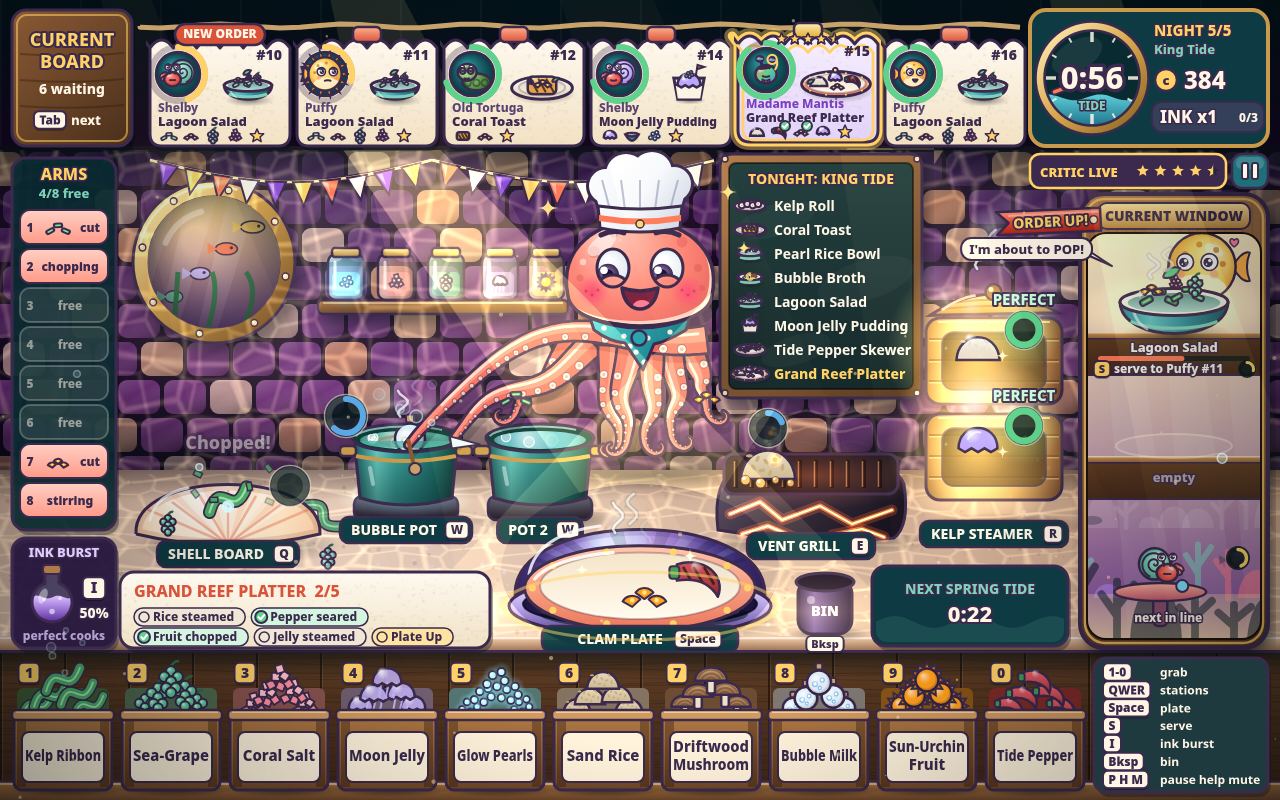 CURRENT
BOARD
6 waiting
Tab next
NEW ORDER
#10
Shelby
Lagoon Salad
#11
Puffy
Lagoon Salad
#12
Old Tortuga
Coral Toast
#14
Shelby
Moon Jelly Pudding
#15
Madame Mantis
Grand Reef Platter
#16
Puffy
Lagoon Salad
0:56
TIDE
NIGHT 5/5
King Tide
c 384
INK x1 0/3
CRITIC LIVE
ARMS
4/8 free
1 cut
2 chopping
3 free
4 free
5 free
6 free
7 cut
8 stirring
INK BURST
I
50%
perfect cooks
TONIGHT: KING TIDE
Kelp Roll
Coral Toast
Pearl Rice Bowl
Bubble Broth
Lagoon Salad
Moon Jelly Pudding
Tide Pepper Skewer
Grand Reef Platter
ORDER UP!
I'm about to POP!
CURRENT WINDOW
Lagoon Salad
S serve to Puffy #11
empty
next in line
PERFECT
PERFECT
Chopped!
SHELL BOARD Q
BUBBLE POT W
POT 2 W
VENT GRILL E
KELP STEAMER R
GRAND REEF PLATTER 2/5
Rice steamed
Pepper seared
Fruit chopped
Jelly steamed
Plate Up
CLAM PLATE Space
BIN
Bksp
NEXT SPRING TIDE
0:22
1
Kelp Ribbon
2
Sea-Grape
3
Coral Salt
4
Moon Jelly
5
Glow Pearls
6
Sand Rice
7
Driftwood
Mushroom
8
Bubble Milk
9
Sun-Urchin
Fruit
0
Tide Pepper
1-0 grab
QWER stations
Space plate
S serve
I ink burst
Bksp bin
P H M pause help mute